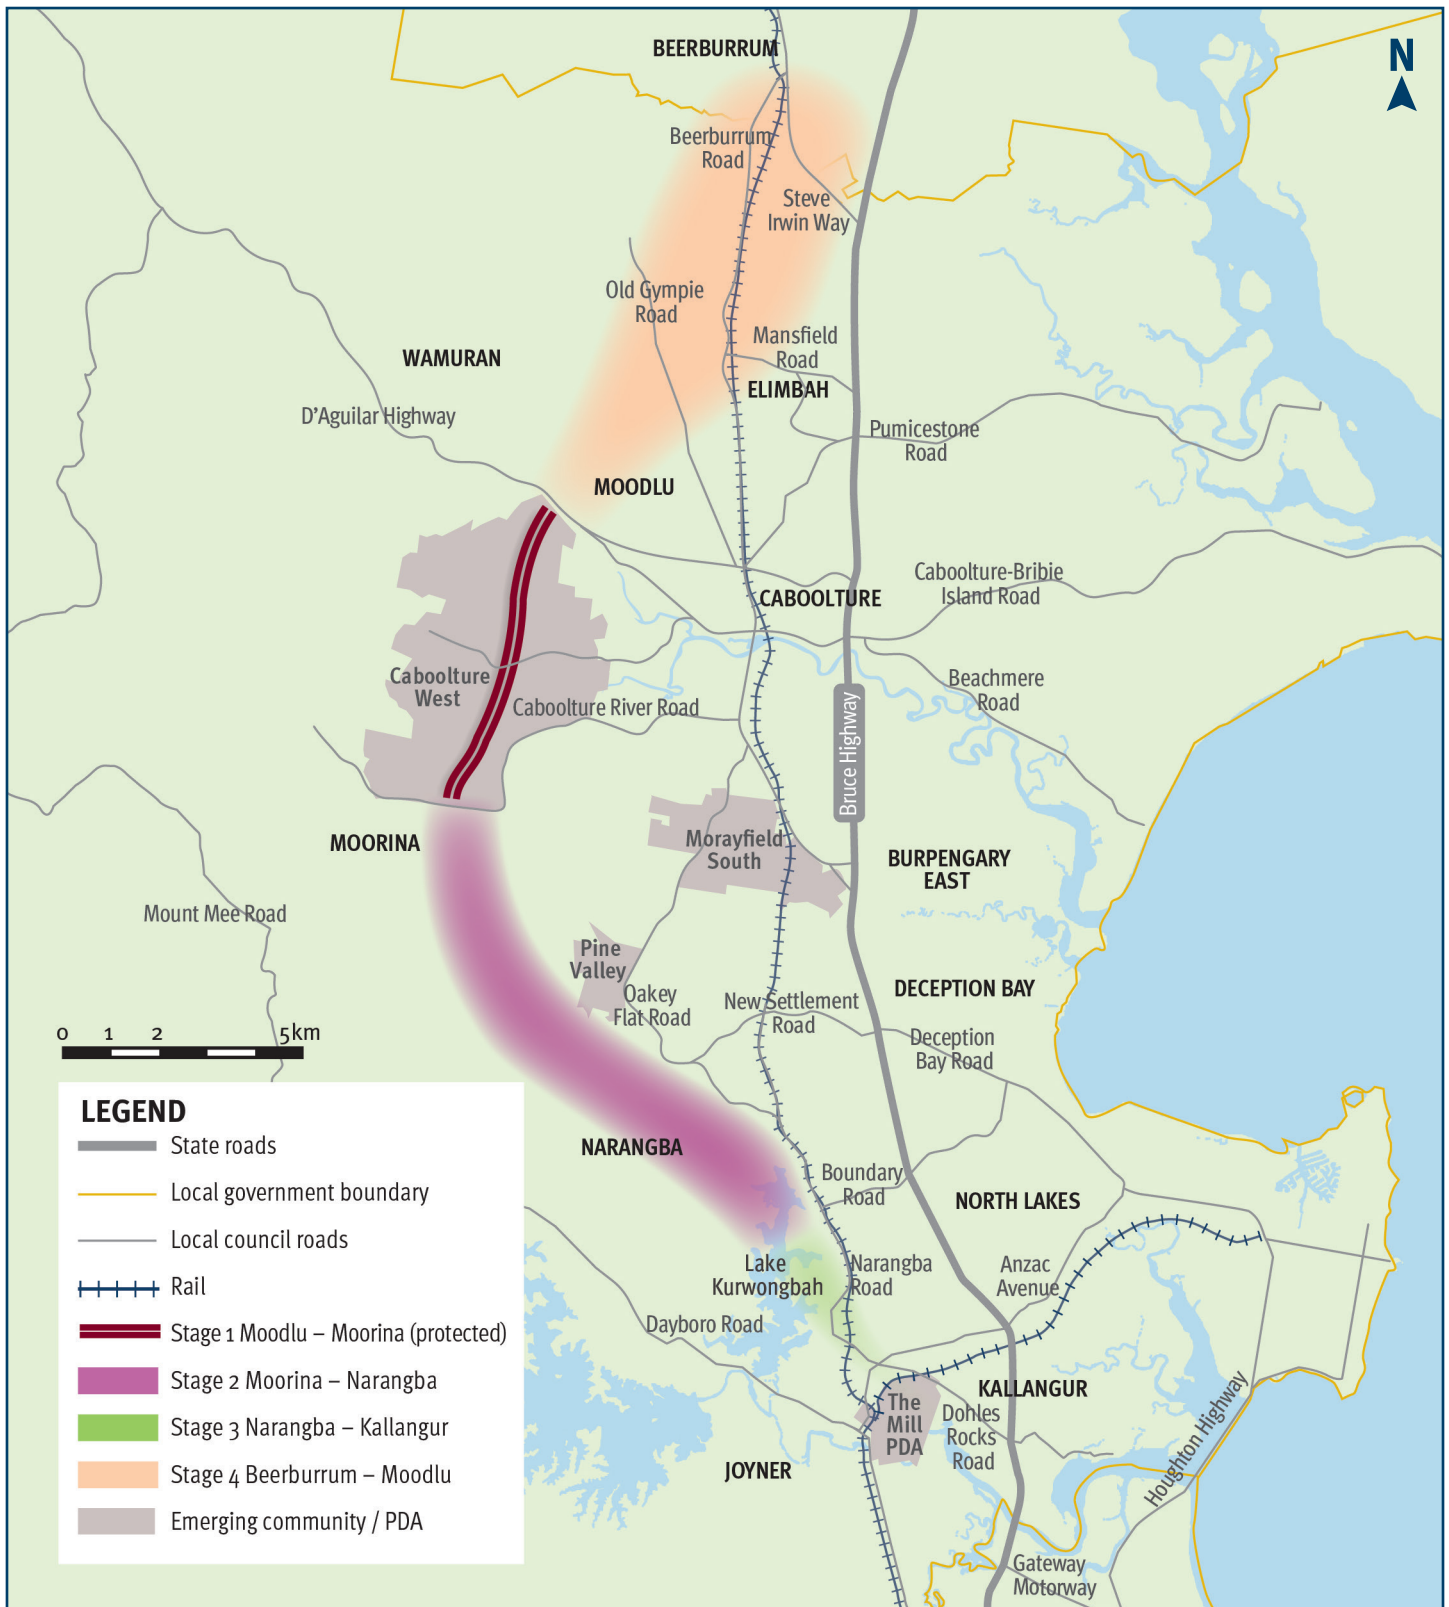 BEERBURRUM
N
Beerburrum
Road
Steve
Irwin Way
Old Gympie
Road
Mansfield
Road
WAMURAN
ELIMBAH
D'Aguilar Highway
Pumicestone
Road
MOODLU
Caboolture-Bribie
Island Road
CABOOLTURE
Caboolture
West
Beachmere
Road
Caboolture River Road
Bruce Highway
MOORINA
Morayfield
South
BURPENGARY
EAST
Mount Mee Road
Pine
Valley
Oakey
Flat Road
New Settlement
Road
DECEPTION BAY
Deception
Bay Road
0 1 2 5km
NARANGBA
Boundary
Road
NORTH LAKES
Lake
Kurwongbah
Narangba
Road
Anzac
Avenue
Dayboro Road
KALLANGUR
The
Mill
PDA
Dohles
Rocks
Road
Houghton Highway
JOYNER
Gateway
Motorway
LEGEND
State roads
Local government boundary
Local council roads
Rail
Stage 1 Moodlu – Moorina (protected)
Stage 2 Moorina – Narangba
Stage 3 Narangba – Kallangur
Stage 4 Beerburrum – Moodlu
Emerging community / PDA